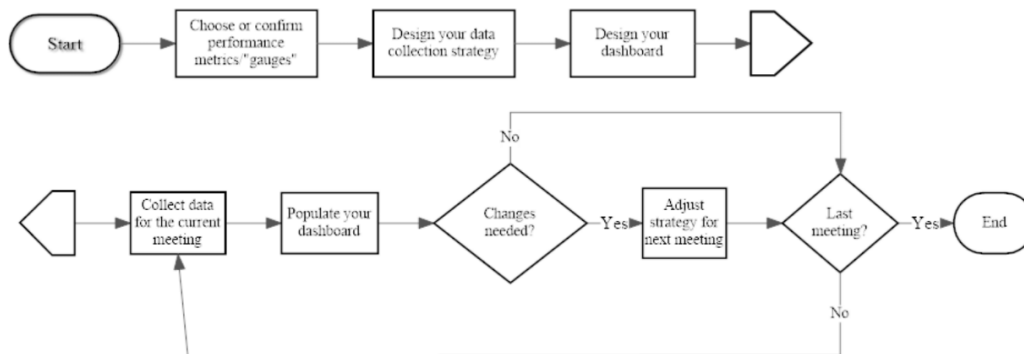 Start
Choose or confirm
performance
metrics/"gauges"
Design your data
collection strategy
Design your
dashboard
No
Collect data
for the current
meeting
Populate your
dashboard
Changes
needed?
Yes
Adjust
strategy for
next meeting
Last
meeting?
Yes
End
No